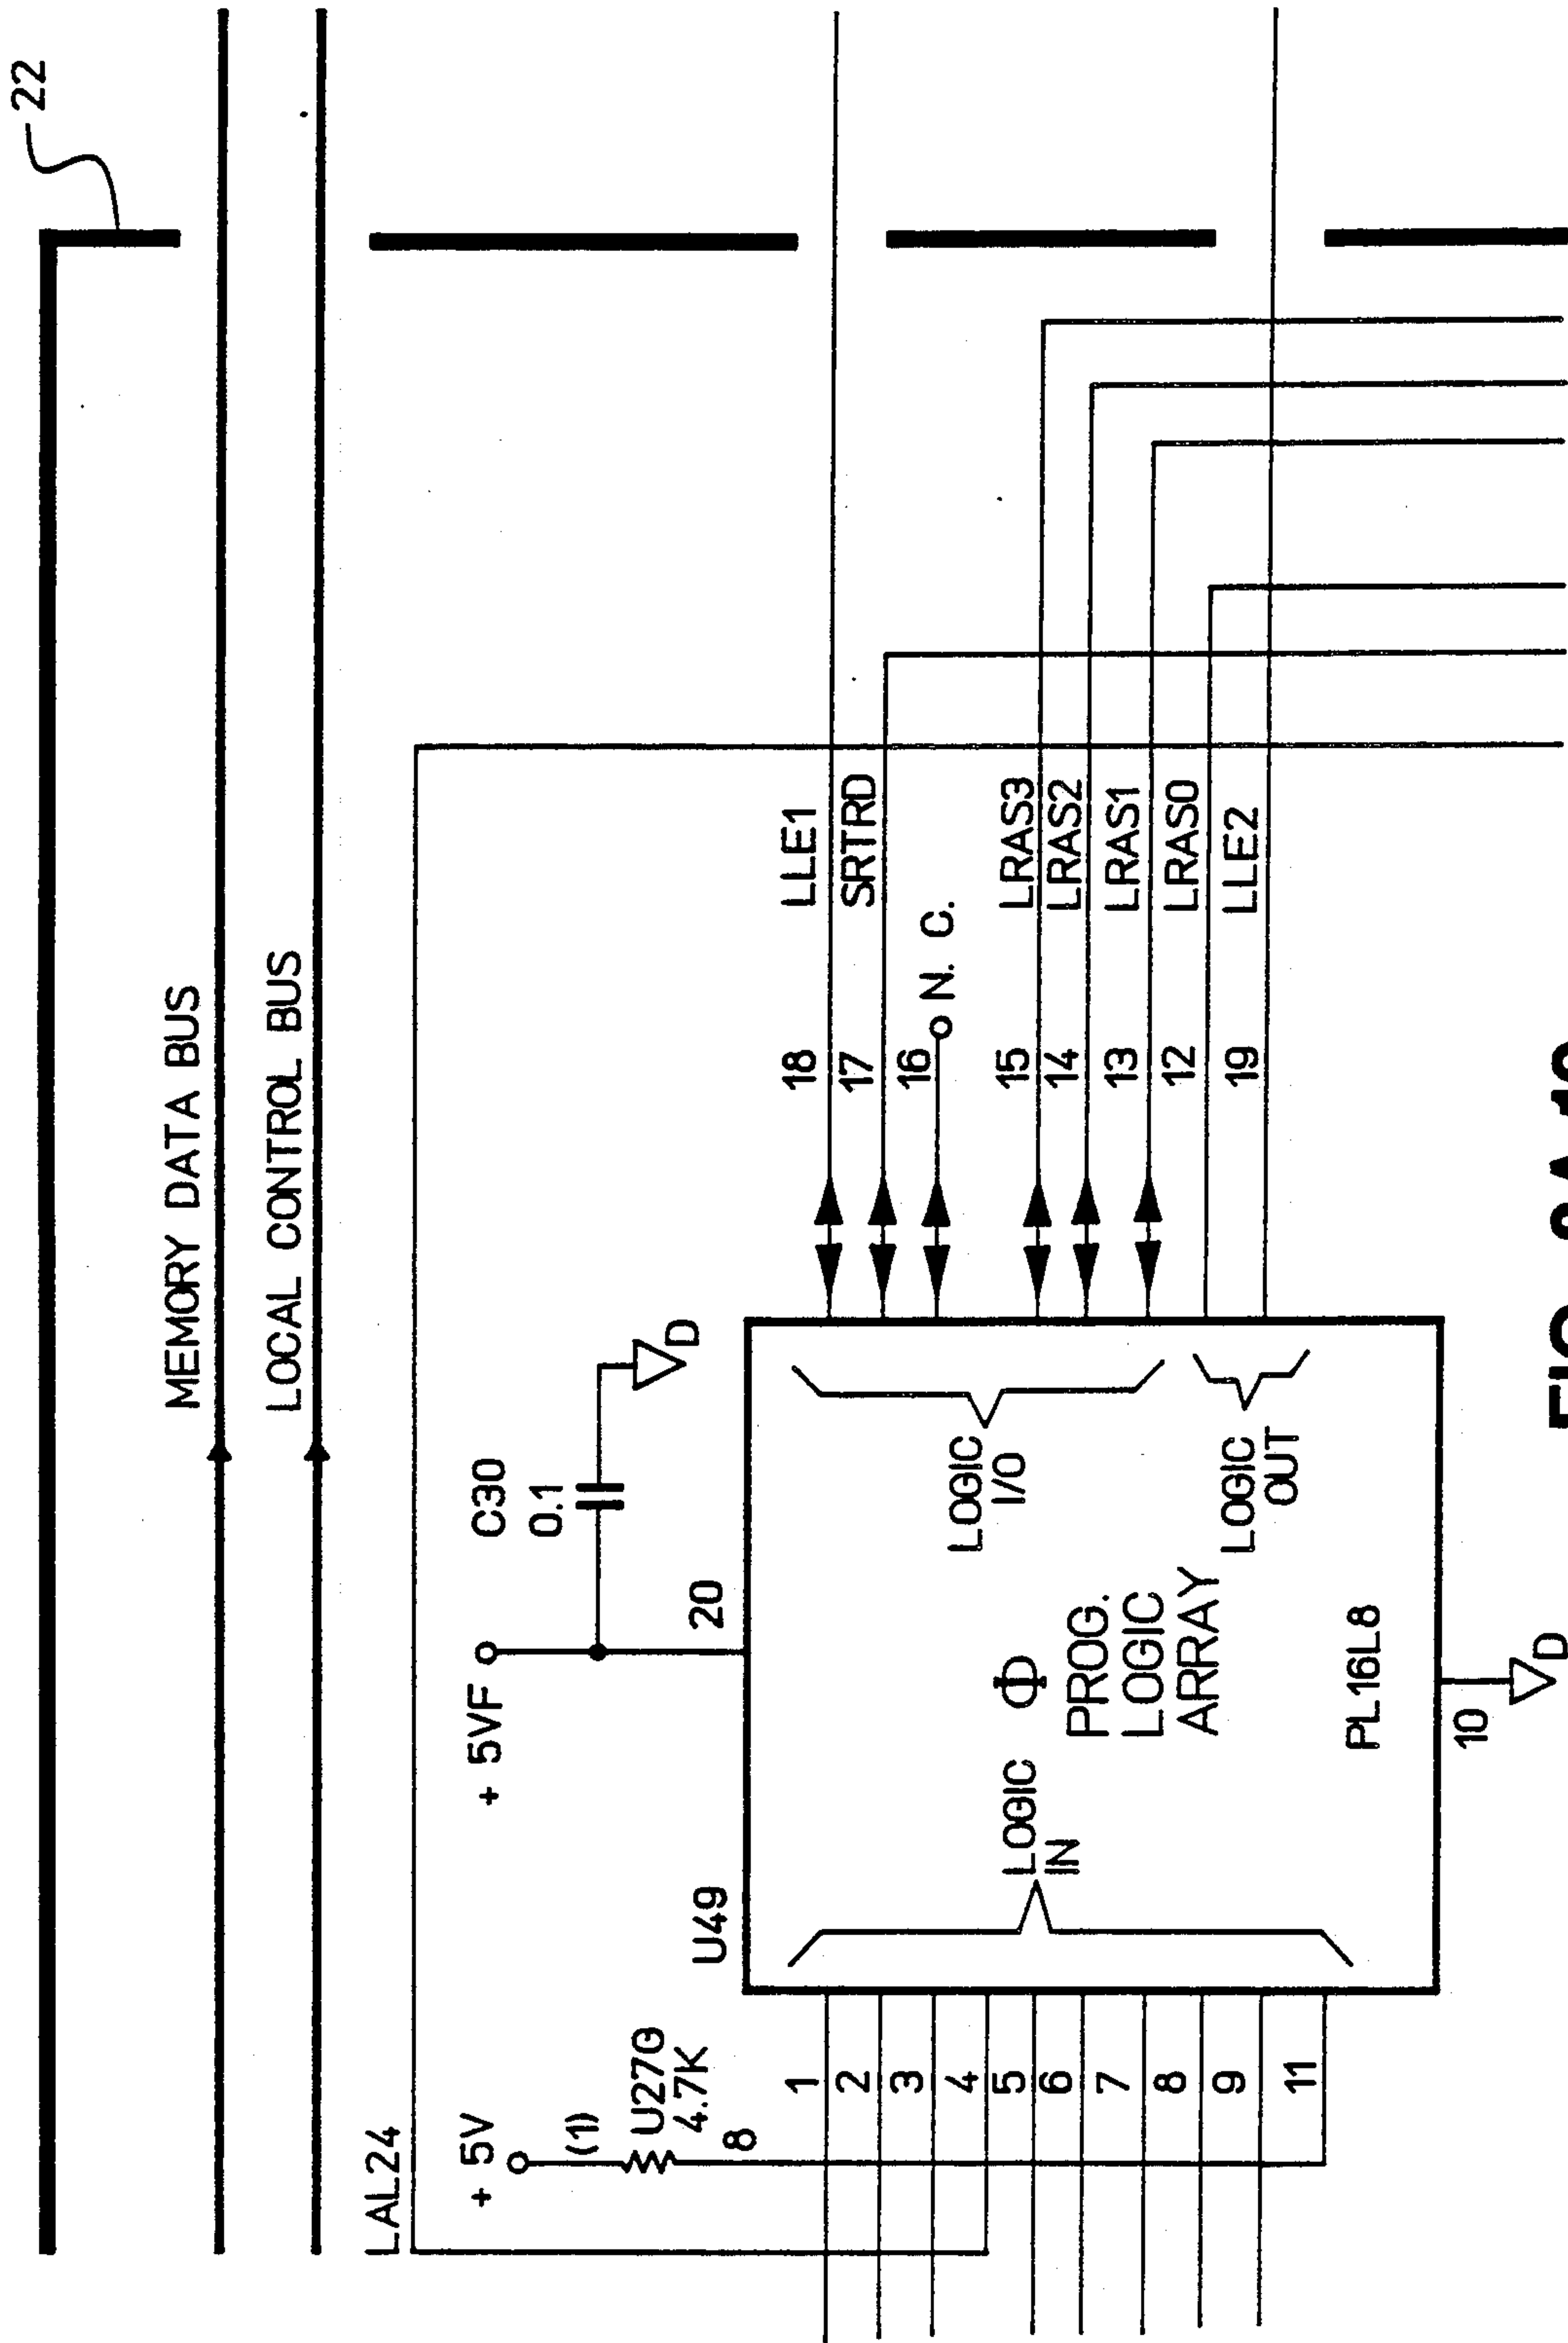 22
MEMORY DATA BUS
LOCAL CONTROL BUS
LAL24
+ 5V
(1)
U27G
4.7K
8
+ 5VF
C30
0.1
D
20
U49
1
2
3
4
5
6
7
8
9
11
LOGIC
IN
Φ
PROG.
LOGIC
ARRAY
PL16L8
LOGIC
I/O
LOGIC
OUT
18
LLE1
17
SRTRD
16
N. C.
15
LRAS3
14
LRAS2
13
LRAS1
12
LRAS0
19
LLE2
10
D